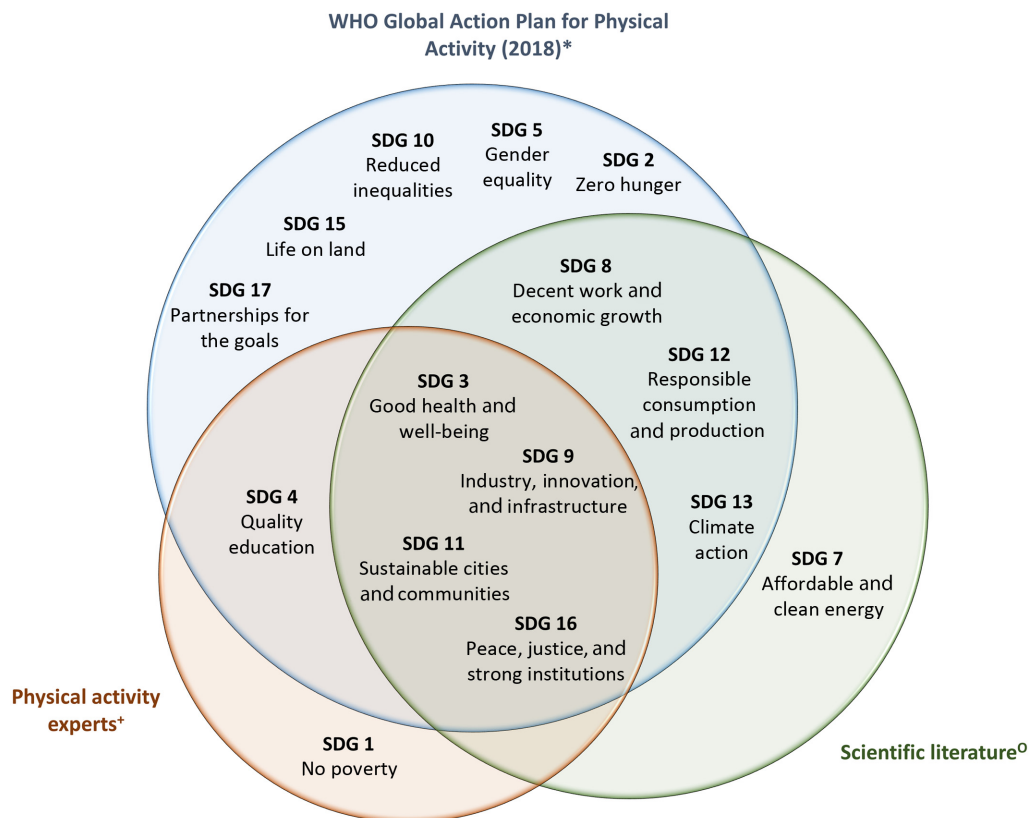 WHO Global Action Plan for Physical
Activity (2018)*
SDG 10
Reduced
inequalities
SDG 5
Gender
equality
SDG 2
Zero hunger
SDG 15
Life on land
SDG 17
Partnerships for
the goals
SDG 8
Decent work and
economic growth
SDG 12
Responsible
consumption
and production
SDG 3
Good health and
well-being
SDG 9
Industry, innovation,
and infrastructure
SDG 4
Quality
education
SDG 13
Climate
action
SDG 11
Sustainable cities
and communities
SDG 7
Affordable and
clean energy
SDG 16
Peace, justice, and
strong institutions
Physical activity
experts⁺
SDG 1
No poverty
Scientific literatureᴼ